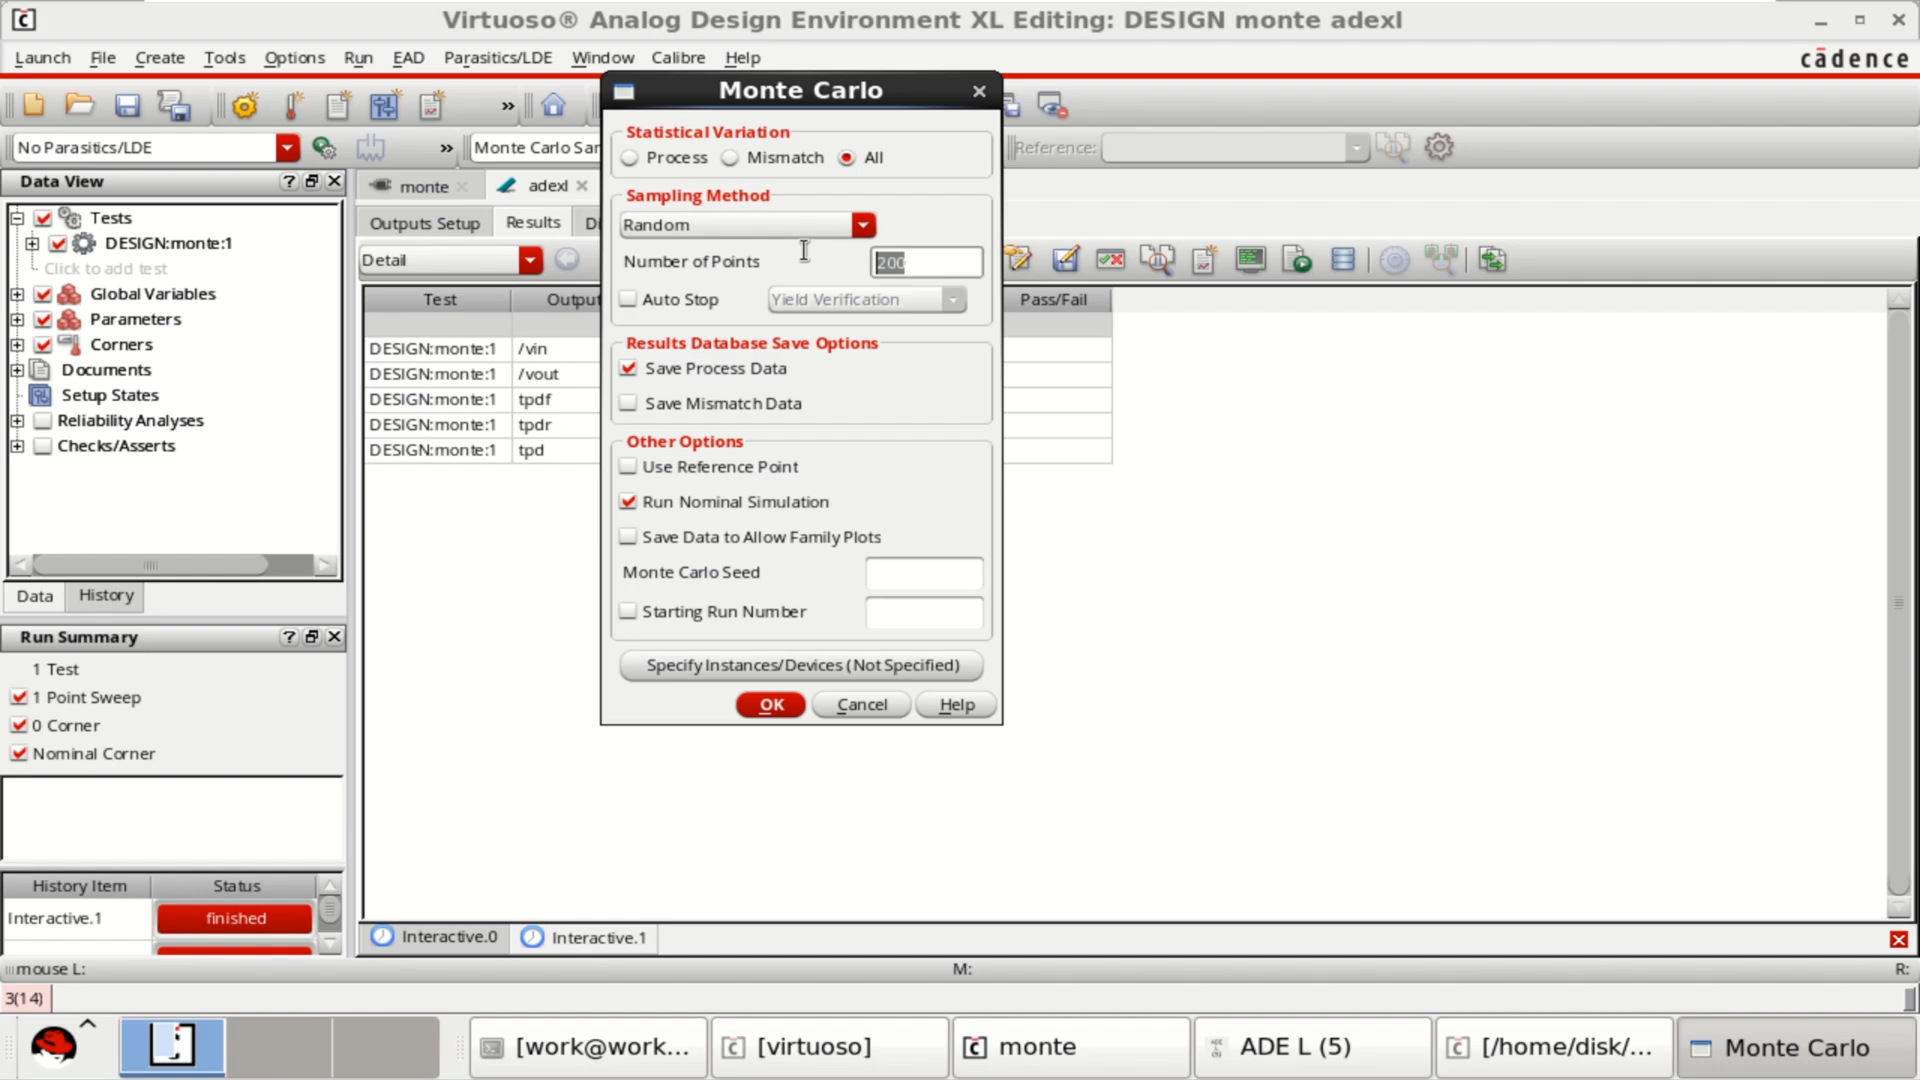 Virtuoso® Analog Design Environment XL Editing: DESIGN monte adexl
Launch File Create Tools Options Run EAD Parasitics/LDE Window Calibre Help
cādence
No Parasitics/LDE
»
»
Monte Carlo Sar
Reference:
Data View
Tests
DESIGN:monte:1
Click to add test
Global Variables
Parameters
Corners
Documents
Setup States
Reliability Analyses
Checks/Asserts
Data
History
Run Summary
1 Test
1 Point Sweep
0 Corner
Nominal Corner
History Item Status
Interactive.1 finished
monte
adexl
Outputs Setup Results Di
Detail
Test Outpu Pass/Fail
DESIGN:monte:1 /vin
DESIGN:monte:1 /vout
DESIGN:monte:1 tpdf
DESIGN:monte:1 tpdr
DESIGN:monte:1 tpd
Monte Carlo
Statistical Variation
Process Mismatch All
Sampling Method
Random
Number of Points 200
Auto Stop Yield Verification
Results Database Save Options
Save Process Data
Save Mismatch Data
Other Options
Use Reference Point
Run Nominal Simulation
Save Data to Allow Family Plots
Monte Carlo Seed
Starting Run Number
Specify Instances/Devices (Not Specified)
OK Cancel Help
Interactive.0 Interactive.1
mouse L: M: R:
3(14)
[work@work... [virtuoso] monte ADE L (5) [/home/disk/... Monte Carlo